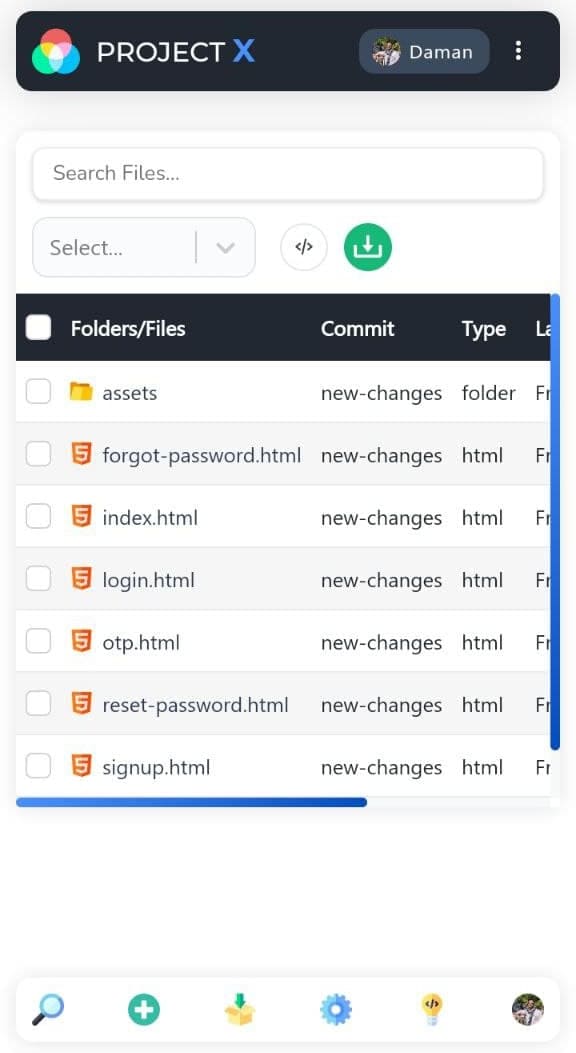 PROJECT X Daman
Search Files...
Select... </>
Folders/Files Commit Type La
assets new-changes folder Fr
forgot-password.html new-changes html Fr
index.html new-changes html Fr
login.html new-changes html Fr
otp.html new-changes html Fr
reset-password.html new-changes html Fr
signup.html new-changes html Fr